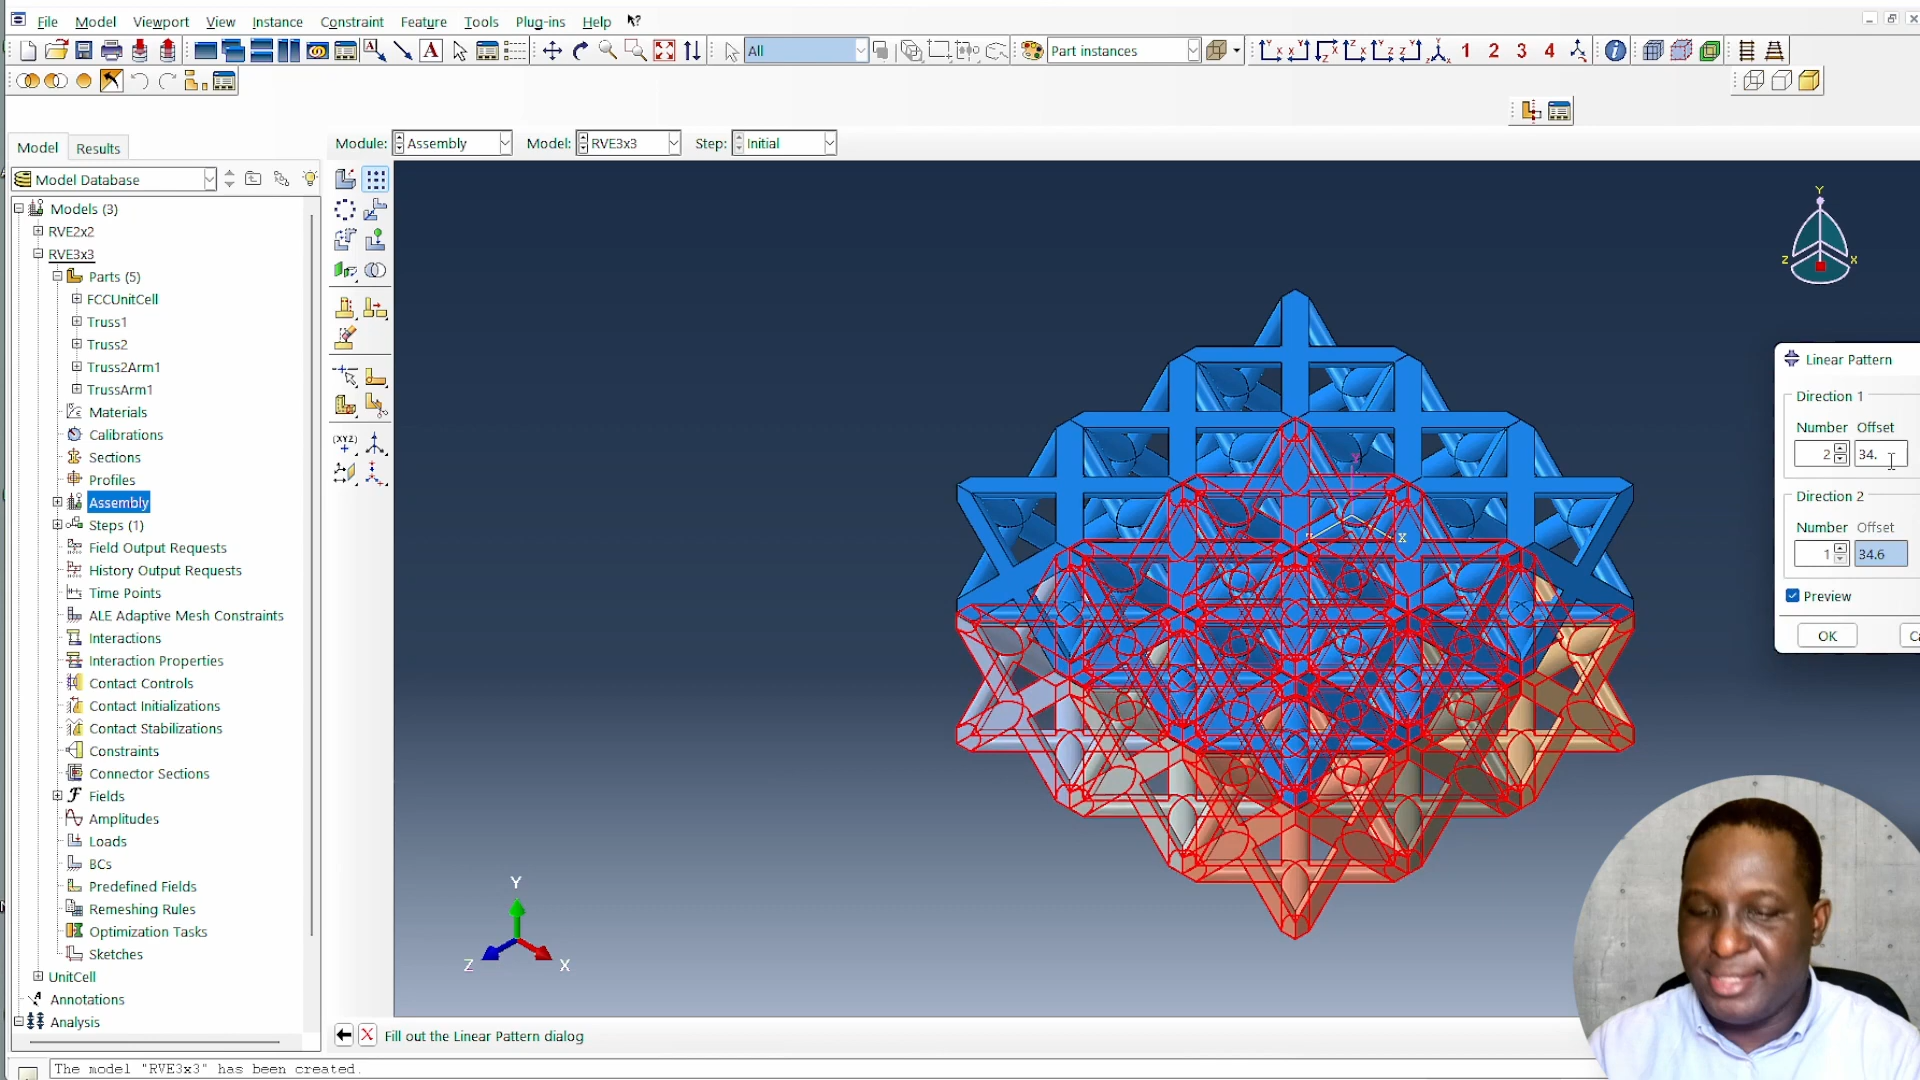 File Model Viewport View Instance Constraint Feature Tools Plug-ins Help
All Part instances 1 2 3 4
Model Results
Module: Assembly Model: RVE3x3 Step: Initial
Model Database
Models (3)
RVE2x2
RVE3x3
Parts (5)
FCCUnitCell
Truss1
Truss2
Truss2Arm1
TrussArm1
Materials
Calibrations
Sections
Profiles
Assembly
Steps (1)
Field Output Requests
History Output Requests
Time Points
ALE Adaptive Mesh Constraints
Interactions
Interaction Properties
Contact Controls
Contact Initializations
Contact Stabilizations
Constraints
Connector Sections
Fields
Amplitudes
Loads
BCs
Predefined Fields
Remeshing Rules
Optimization Tasks
Sketches
UnitCell
Annotations
Analysis
(XYZ)
Y
Z X
X
Y
Z X
Linear Pattern
Direction 1
Number Offset
2 34.
Direction 2
Number Offset
1 34.6
Preview
OK Ca
Fill out the Linear Pattern dialog
The model "RVE3x3" has been created.